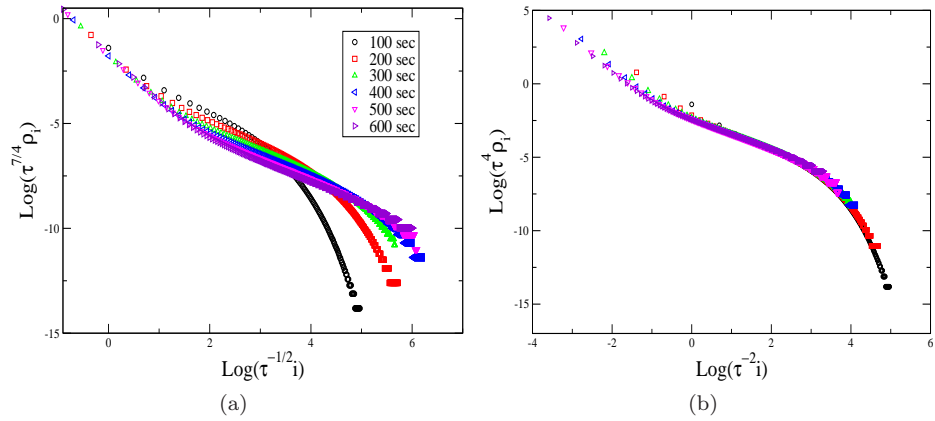 0
-5
-10
-15
Log(τ^{7/4} ρ_i)
0 2 4 6
Log(τ^{-1/2} i)
100 sec
200 sec
300 sec
400 sec
500 sec
600 sec
(a)
5
0
-5
-10
-15
Log(τ^4 ρ_i)
-4 -2 0 2 4 6
Log(τ^{-2} i)
(b)